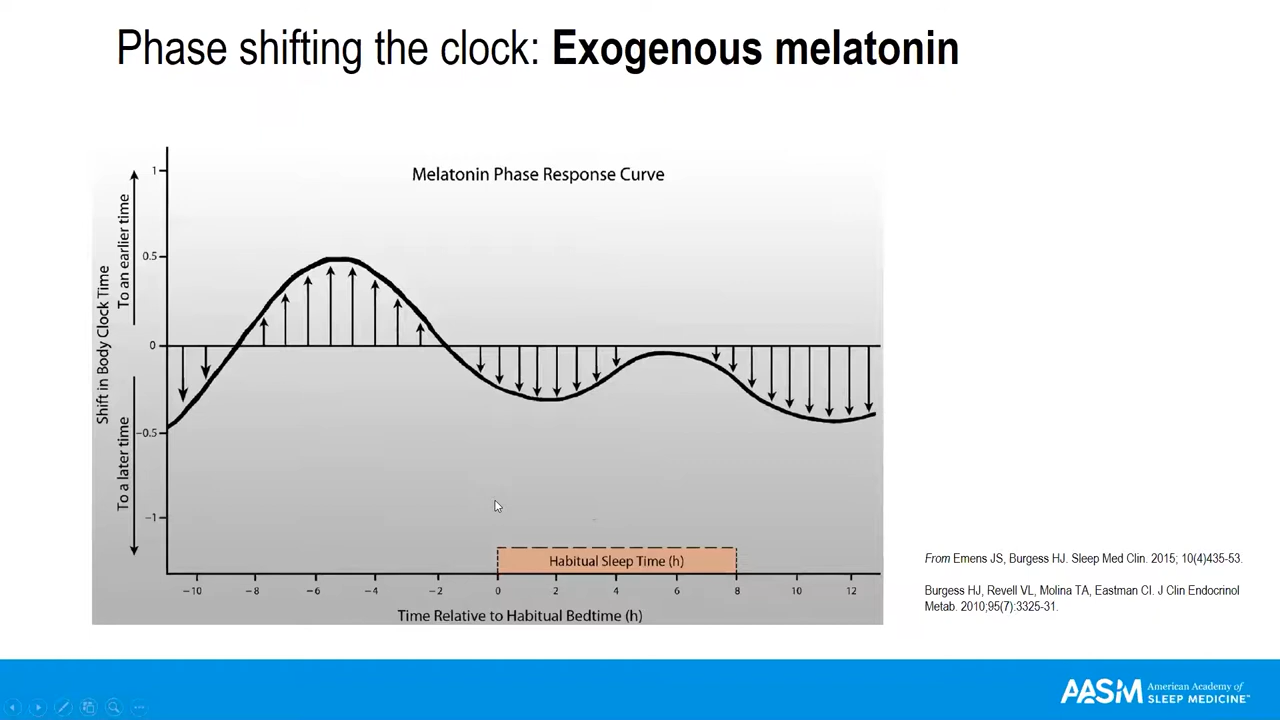 Phase shifting the clock: Exogenous melatonin
Melatonin Phase Response Curve
Shift in Body Clock Time
To an earlier time
To a later time
1
0.5
0
-0.5
-1
Habitual Sleep Time (h)
-10 -8 -6 -4 -2 0 2 4 6 8 10 12
Time Relative to Habitual Bedtime (h)
From Emens JS, Burgess HJ. Sleep Med Clin. 2015; 10(4)435-53.
Burgess HJ, Revell VL, Molina TA, Eastman CI. J Clin Endocrinol
Metab. 2010;95(7):3325-31.
AASM American Academy of
SLEEP MEDICINE™